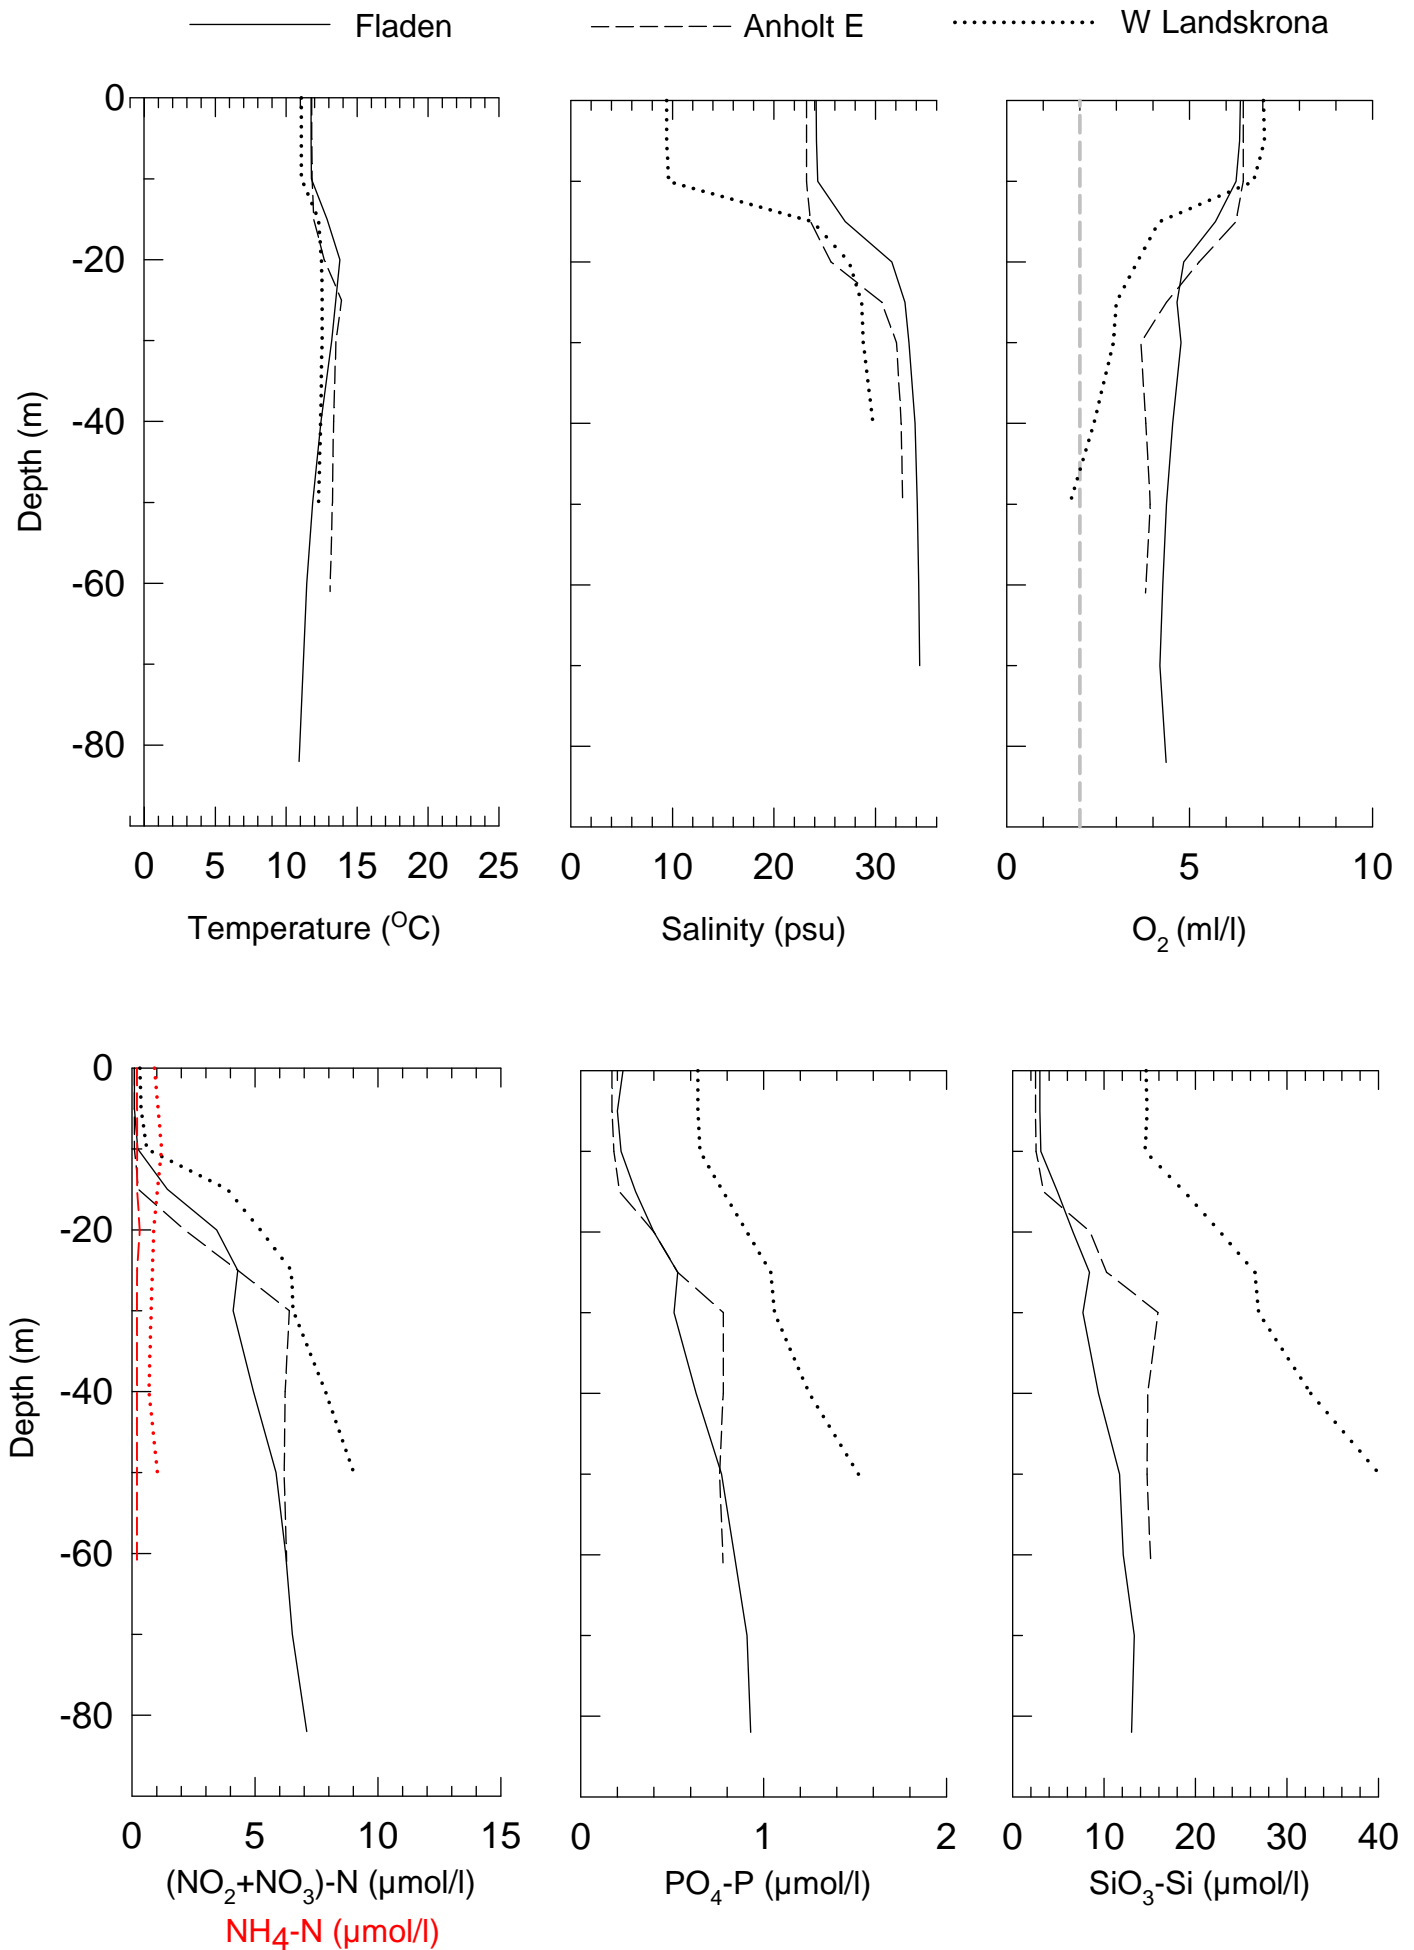 Fladen Anholt E W Landskrona
0
-20
-40
-60
-80
Depth (m)
0 5 10 15 20 25
Temperature (ᴼC)
0 10 20 30
Salinity (psu)
0 5 10
O₂ (ml/l)
0
-20
-40
-60
-80
Depth (m)
0 5 10 15
(NO₂+NO₃)-N (µmol/l)
NH4-N (µmol/l)
0 1 2
PO₄-P (µmol/l)
0 10 20 30 40
SiO₃-Si (µmol/l)